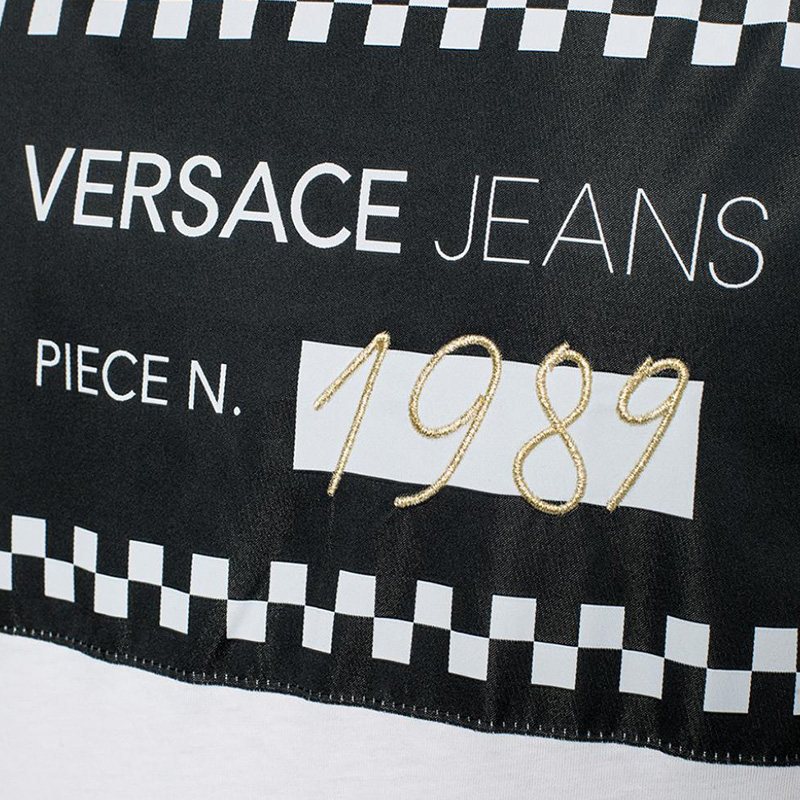 VERSACE JEANS
PIECE N. 1989